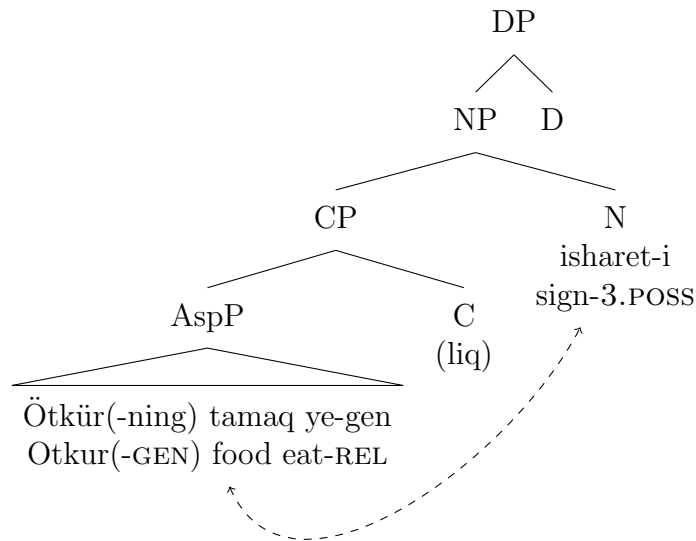 DP
NP D
CP N
isharet-i
sign-3.POSS
AspP C
(liq)
Ötkür(-ning) tamaq ye-gen
Otkur(-GEN) food eat-REL